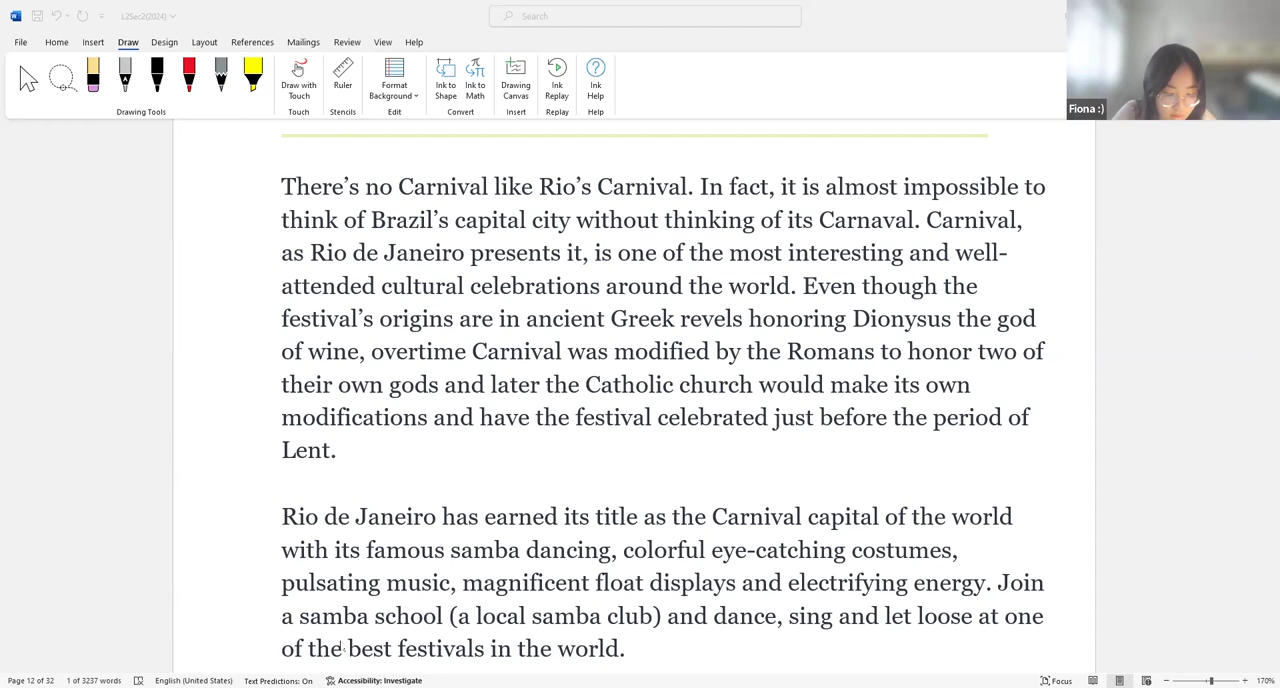 L2Sec2(2024)
Search
File Home Insert Draw Design Layout References Mailings Review View Help
Draw with Touch
Ruler
Format Background
Ink to Shape
Ink to Math
Drawing Canvas
Ink Replay
Ink Help
Drawing Tools Touch Stencils Edit Convert Insert Replay Help
Fiona :)
There's no Carnival like Rio's Carnival. In fact, it is almost impossible to
think of Brazil's capital city without thinking of its Carnaval. Carnival,
as Rio de Janeiro presents it, is one of the most interesting and well-
attended cultural celebrations around the world. Even though the
festival's origins are in ancient Greek revels honoring Dionysus the god
of wine, overtime Carnival was modified by the Romans to honor two of
their own gods and later the Catholic church would make its own
modifications and have the festival celebrated just before the period of
Lent.
Rio de Janeiro has earned its title as the Carnival capital of the world
with its famous samba dancing, colorful eye-catching costumes,
pulsating music, magnificent float displays and electrifying energy. Join
a samba school (a local samba club) and dance, sing and let loose at one
of the best festivals in the world.
Page 12 of 32 1 of 3237 words English (United States) Text Predictions: On Accessibility: Investigate Focus 170%